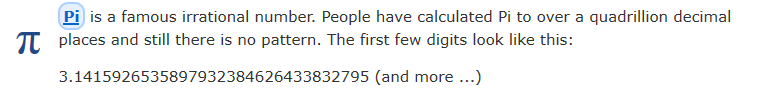 Pi is a famous irrational number. People have calculated Pi to over a quadrillion decimal
π places and still there is no pattern. The first few digits look like this:
3.1415926535897932384626433832795 (and more ...)